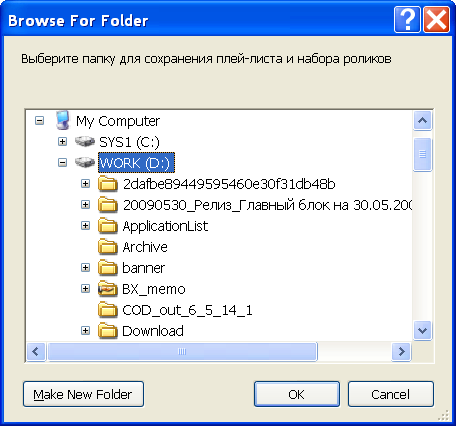 Browse For Folder
Выберите папку для сохранения плей-листа и набора роликов
My Computer
SYS1 (C:)
WORK (D:)
2dafbe89449595460e30f31db48b
20090530_Релиз_Главный блок на 30.05.200
ApplicationList
Archive
banner
BX_memo
COD_out_6_5_14_1
Download
Make New Folder
OK
Cancel